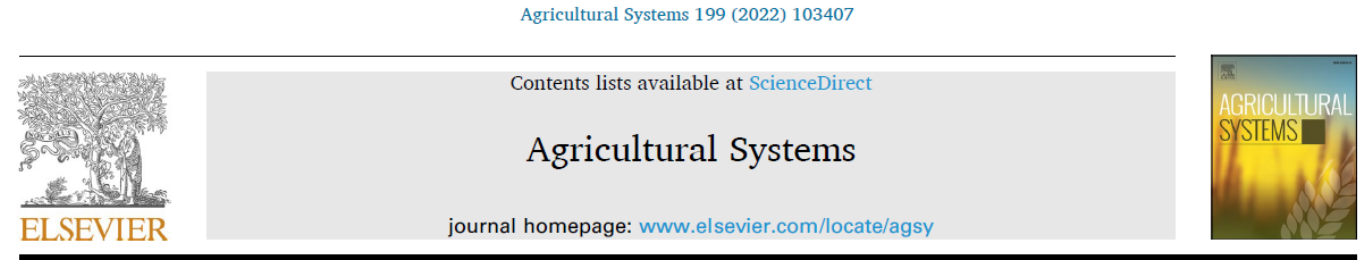 Agricultural Systems 199 (2022) 103407
Contents lists available at ScienceDirect
Agricultural Systems
journal homepage: www.elsevier.com/locate/agsy
ELSEVIER
AGRICULTURAL
SYSTEMS